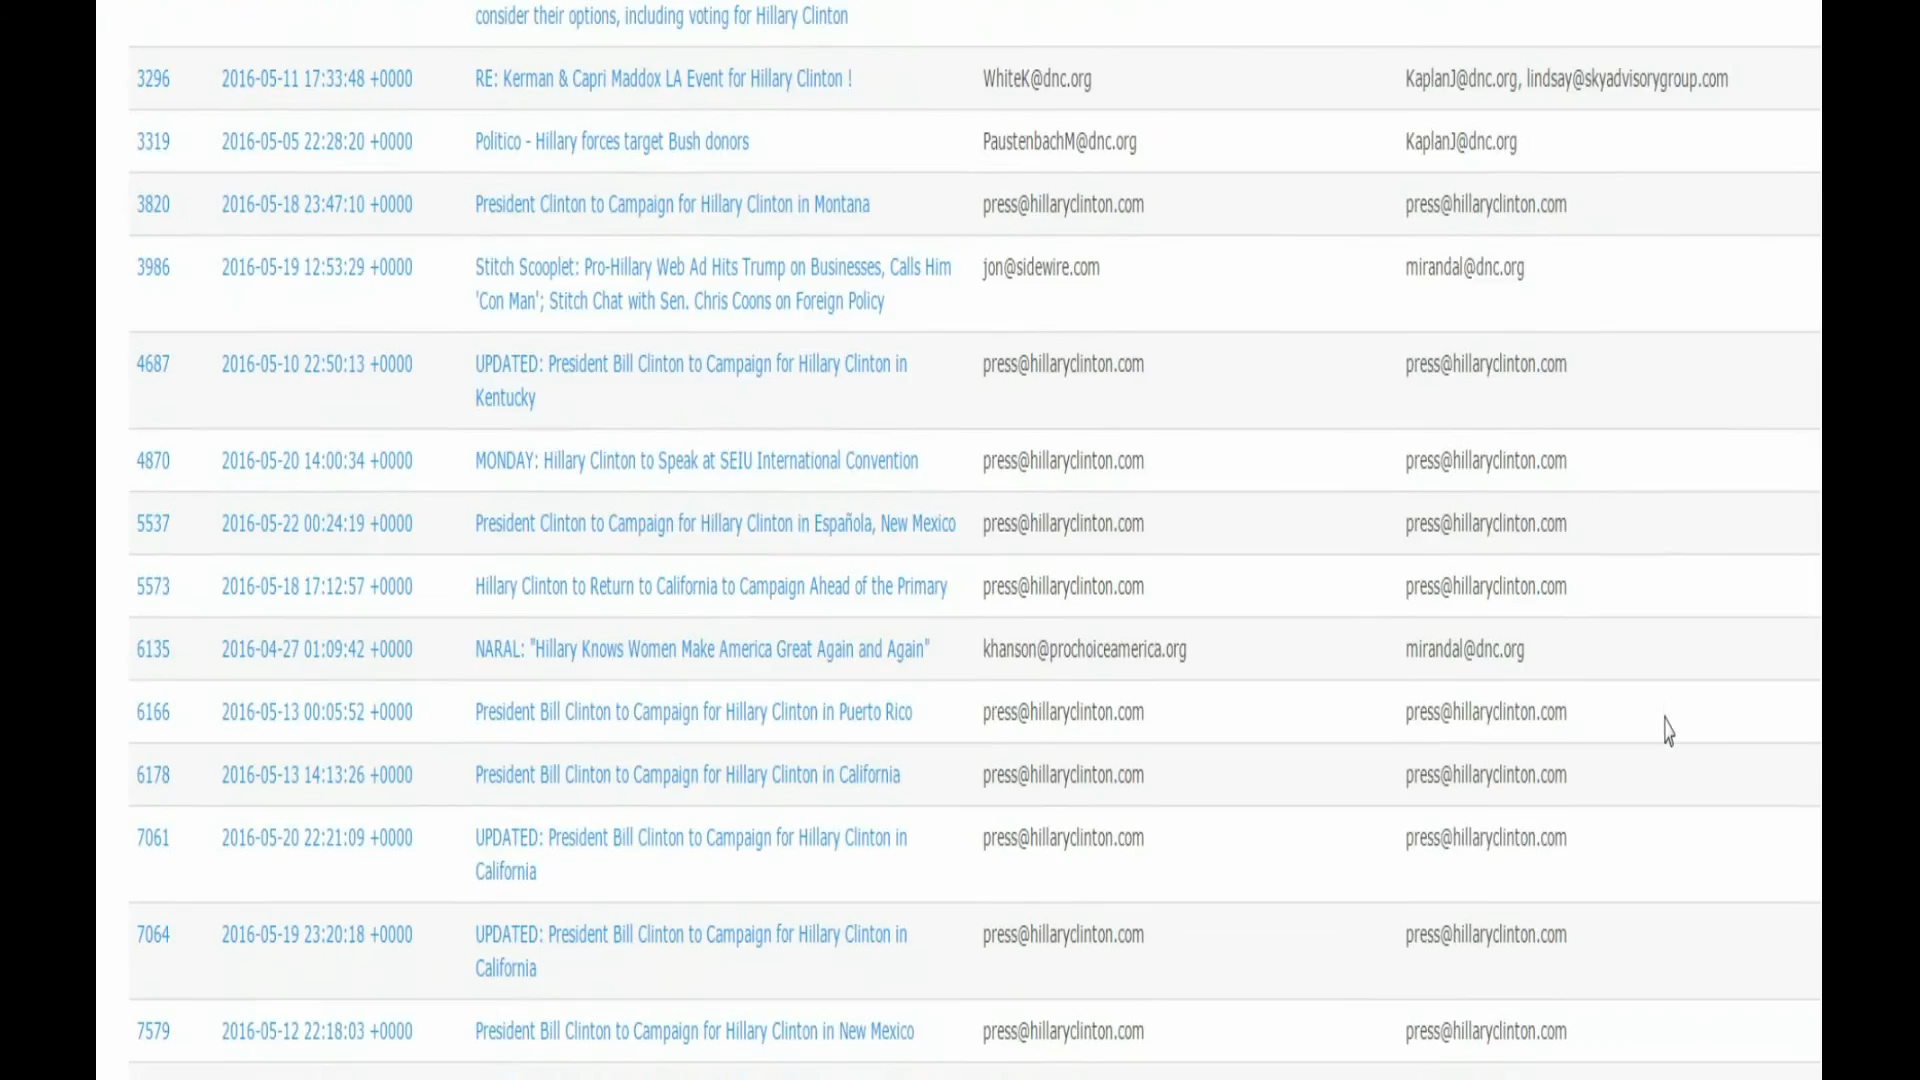 consider their options, including voting for Hillary Clinton
3296 2016-05-11 17:33:48 +0000 RE: Kerman & Capri Maddox LA Event for Hillary Clinton ! WhiteK@dnc.org KaplanJ@dnc.org, lindsay@skyadvisorygroup.com
3319 2016-05-05 22:28:20 +0000 Politico - Hillary forces target Bush donors PaustenbachM@dnc.org KaplanJ@dnc.org
3820 2016-05-18 23:47:10 +0000 President Clinton to Campaign for Hillary Clinton in Montana press@hillaryclinton.com press@hillaryclinton.com
3986 2016-05-19 12:53:29 +0000 Stitch Scooplet: Pro-Hillary Web Ad Hits Trump on Businesses, Calls Him jon@sidewire.com mirandal@dnc.org
'Con Man'; Stitch Chat with Sen. Chris Coons on Foreign Policy
4687 2016-05-10 22:50:13 +0000 UPDATED: President Bill Clinton to Campaign for Hillary Clinton in press@hillaryclinton.com press@hillaryclinton.com
Kentucky
4870 2016-05-20 14:00:34 +0000 MONDAY: Hillary Clinton to Speak at SEIU International Convention press@hillaryclinton.com press@hillaryclinton.com
5537 2016-05-22 00:24:19 +0000 President Clinton to Campaign for Hillary Clinton in Española, New Mexico press@hillaryclinton.com press@hillaryclinton.com
5573 2016-05-18 17:12:57 +0000 Hillary Clinton to Return to California to Campaign Ahead of the Primary press@hillaryclinton.com press@hillaryclinton.com
6135 2016-04-27 01:09:42 +0000 NARAL: "Hillary Knows Women Make America Great Again and Again" khanson@prochoiceamerica.org mirandal@dnc.org
6166 2016-05-13 00:05:52 +0000 President Bill Clinton to Campaign for Hillary Clinton in Puerto Rico press@hillaryclinton.com press@hillaryclinton.com
6178 2016-05-13 14:13:26 +0000 President Bill Clinton to Campaign for Hillary Clinton in California press@hillaryclinton.com press@hillaryclinton.com
7061 2016-05-20 22:21:09 +0000 UPDATED: President Bill Clinton to Campaign for Hillary Clinton in press@hillaryclinton.com press@hillaryclinton.com
California
7064 2016-05-19 23:20:18 +0000 UPDATED: President Bill Clinton to Campaign for Hillary Clinton in press@hillaryclinton.com press@hillaryclinton.com
California
7579 2016-05-12 22:18:03 +0000 President Bill Clinton to Campaign for Hillary Clinton in New Mexico press@hillaryclinton.com press@hillaryclinton.com